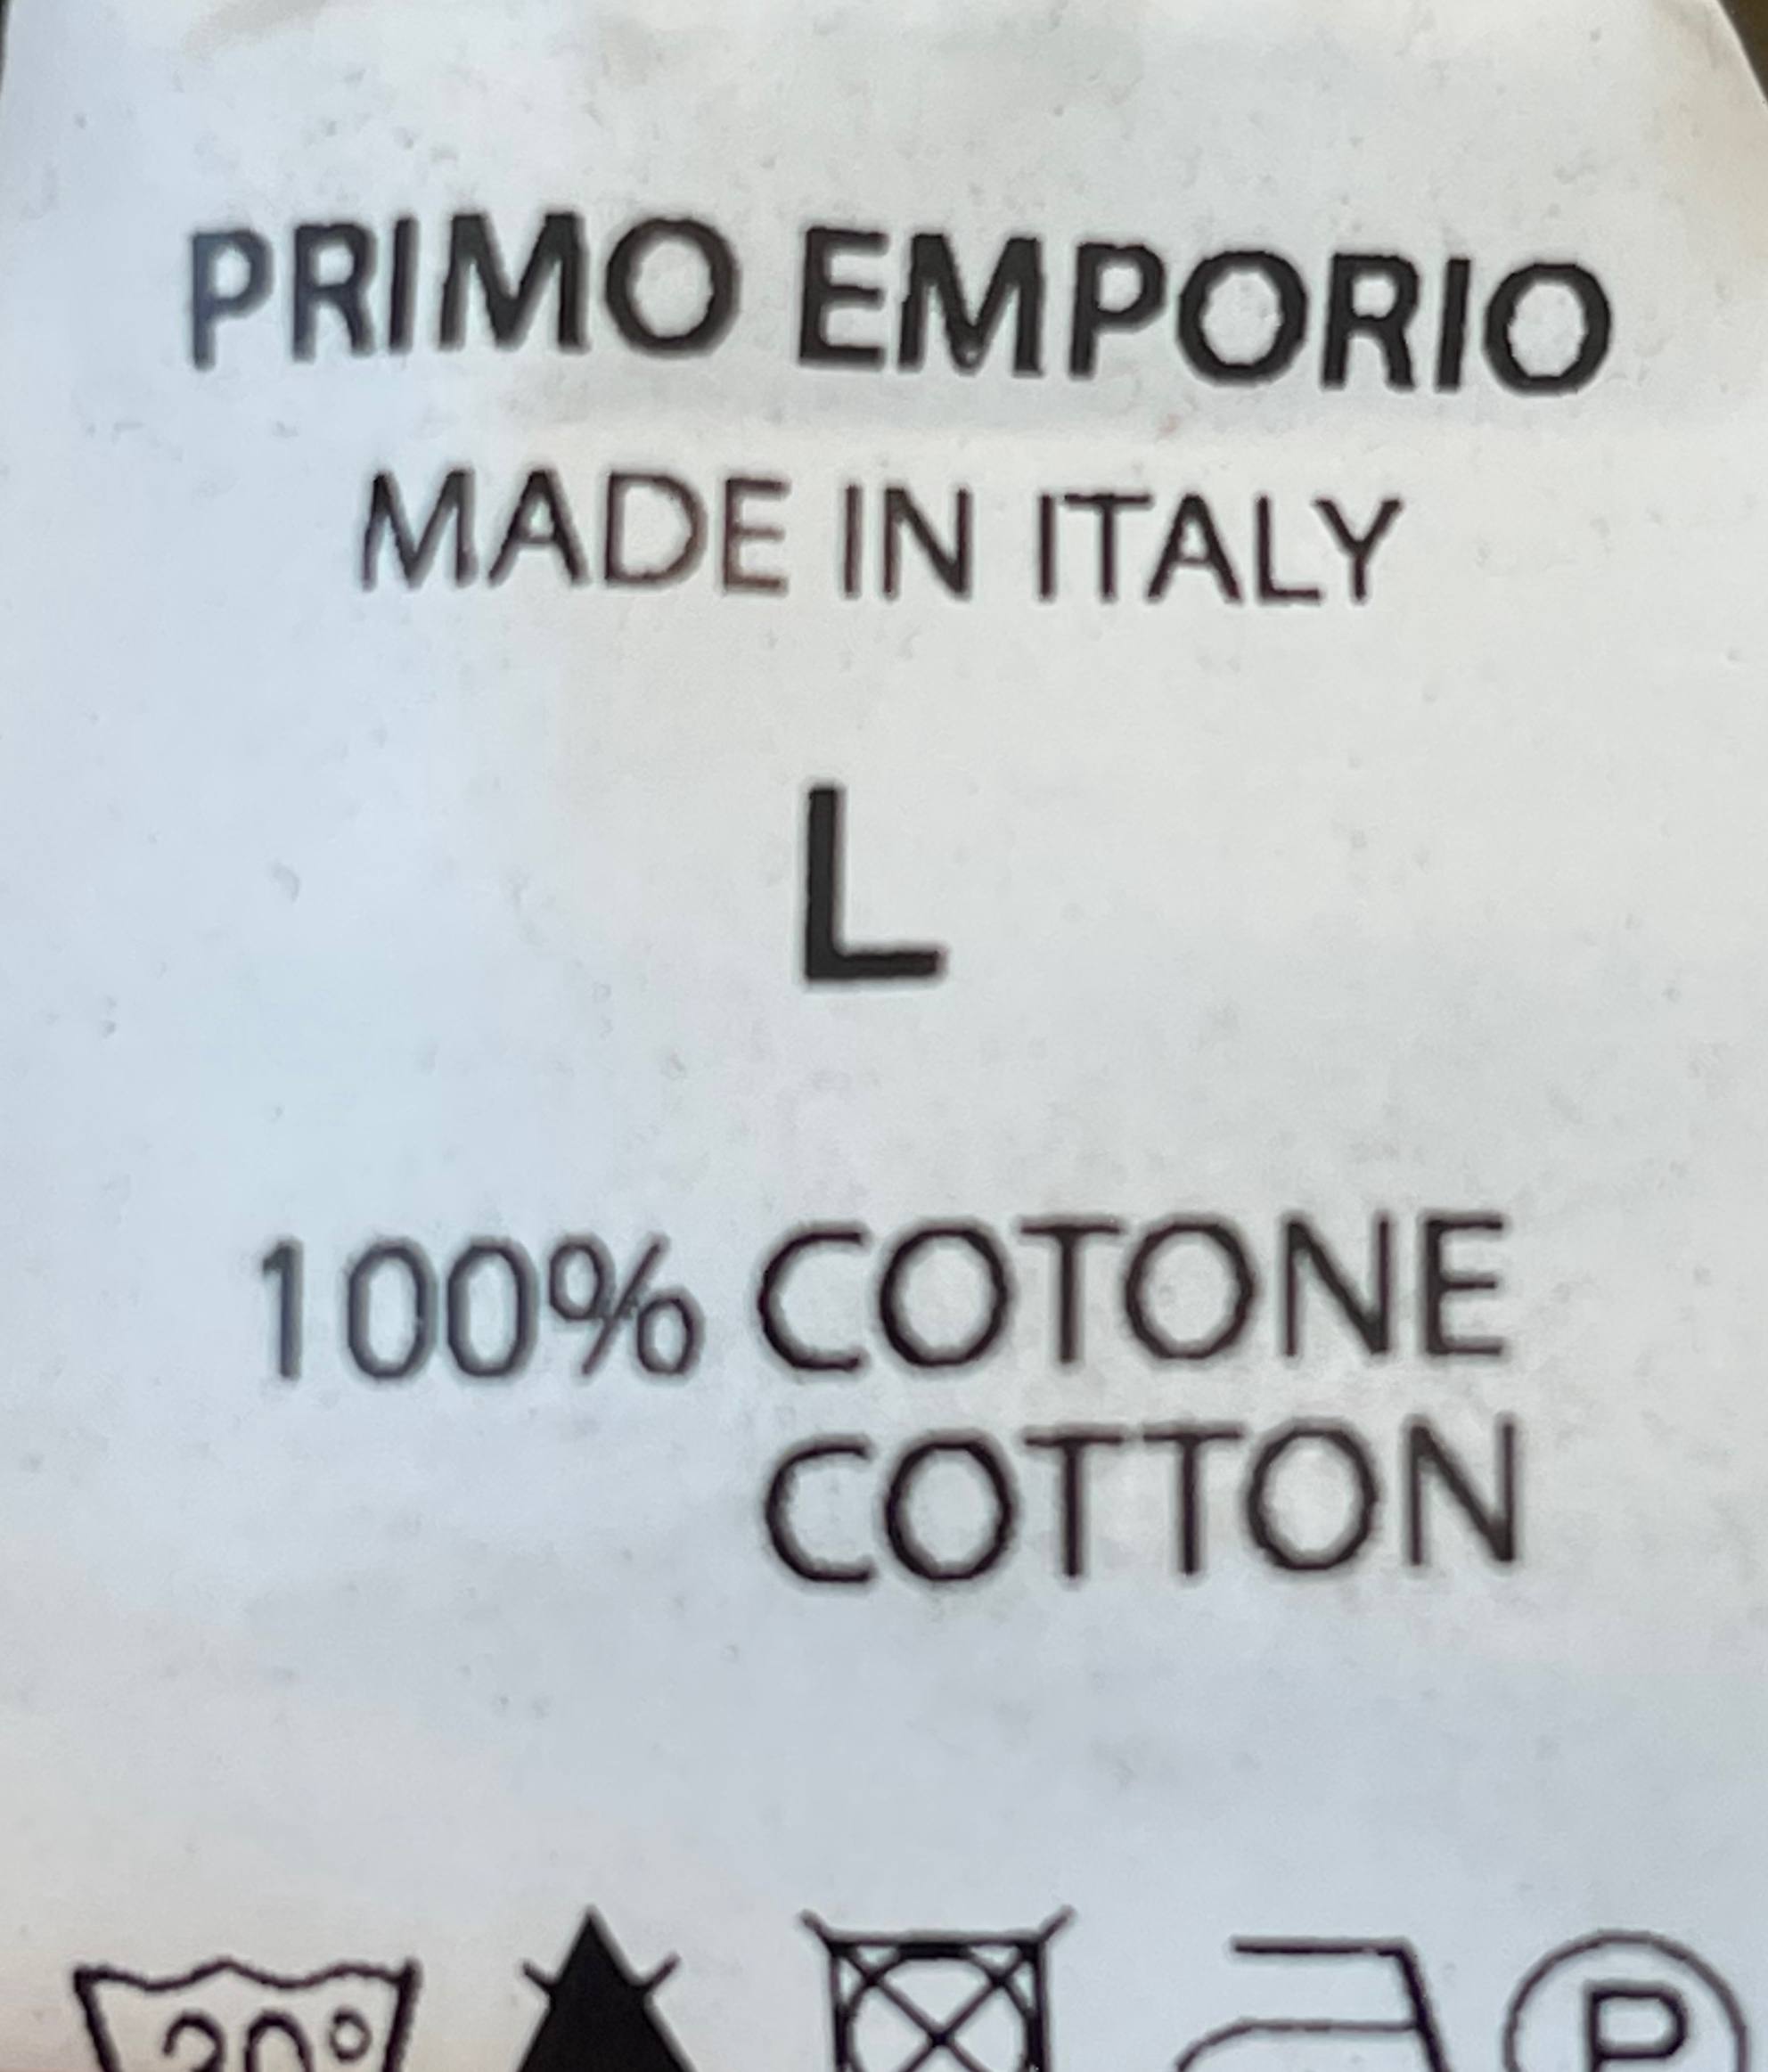 PRIMO EMPORIO
MADE IN ITALY
L
100% COTONE
COTTON
P